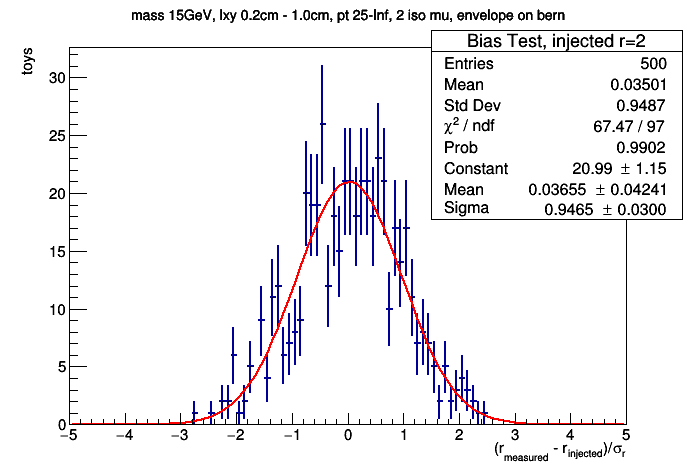 mass 15GeV, lxy 0.2cm - 1.0cm, pt 25-Inf, 2 iso mu, envelope on bern
toys
Bias Test, injected r=2
Entries 500
Mean 0.03501
Std Dev 0.9487
χ² / ndf 67.47 / 97
Prob 0.9902
Constant 20.99 ± 1.15
Mean 0.03655 ± 0.04241
Sigma 0.9465 ± 0.0300
30
25
20
15
10
5
0
−5 −4 −3 −2 −1 0 1 2 3 4 5
(r_measured - r_injected)/σ_r